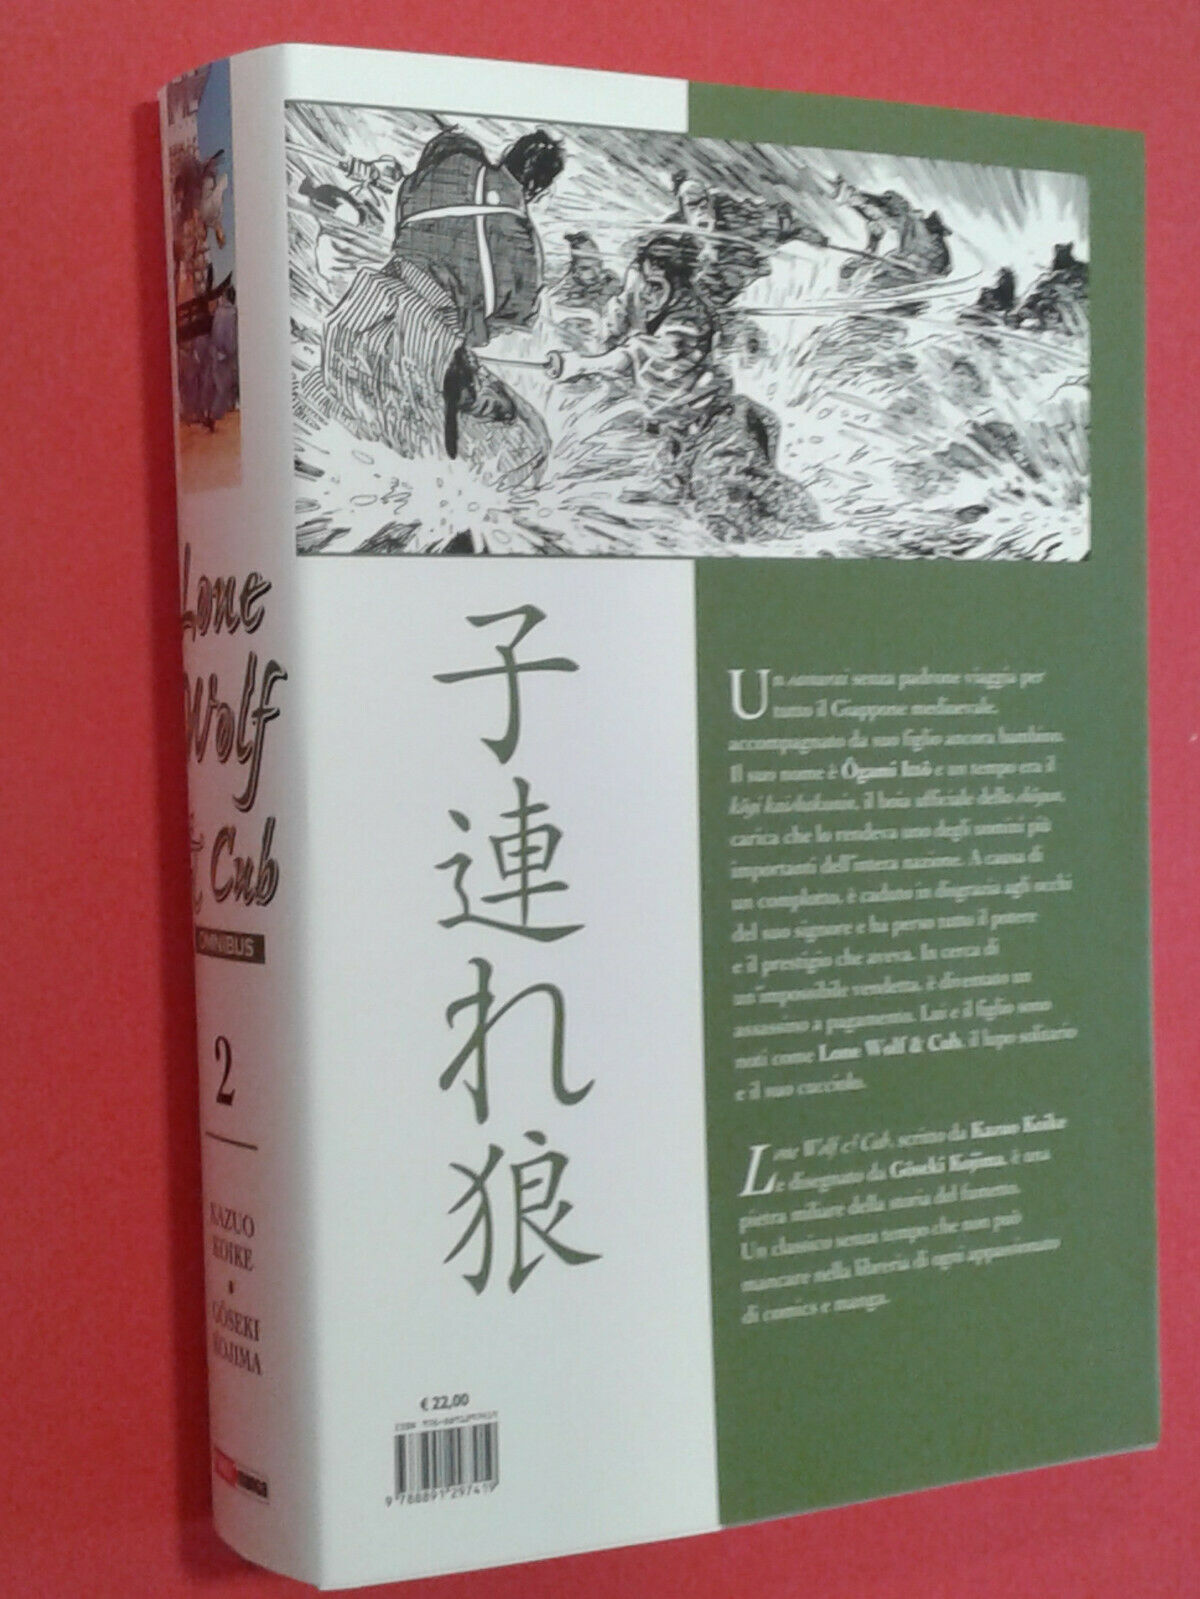 Lone
Wolf
& Cub
OMNIBUS
2
KAZUO
KOIKE
GŌSEKI
KOJIMA
manga
子連れ狼
Un samurai senza padrone viaggia per
tutto il Giappone medioevale,
accompagnato da suo figlio ancora bambino.
Il suo nome è Ōgami Ittō e un tempo era il
kōgi kaishakunin, il boia ufficiale dello shōgun,
carica che lo rendeva uno degli uomini più
importanti dell'intera nazione. A causa di
un complotto, è caduto in disgrazia agli occhi
del suo signore e ha perso tutto il potere
e il prestigio che aveva. In cerca di
un'impossibile vendetta, è diventato un
assassino a pagamento. Lui e il figlio sono
noti come Lone Wolf & Cub, il lupo solitario
e il suo cucciolo.
Lone Wolf & Cub, scritto da Kazuo Koike
e disegnato da Gōseki Kojima, è una
pietra miliare della storia del fumetto.
Un classico senza tempo che non può
mancare nella libreria di ogni appassionato
di comics e manga.
€ 22,00
9 788891 297419